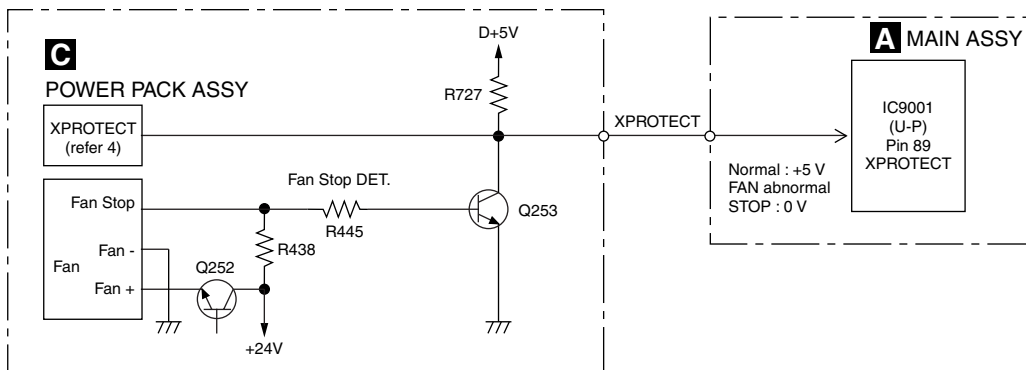 C
POWER PACK ASSY
XPROTECT
(refer 4)
Fan Stop
Fan -
Fan
Fan +
Q252
+24V
R438
Fan Stop DET.
R445
D+5V
R727
Q253
XPROTECT
A MAIN ASSY
Normal : +5 V
FAN abnormal
STOP : 0 V
IC9001
(U-P)
Pin 89
XPROTECT